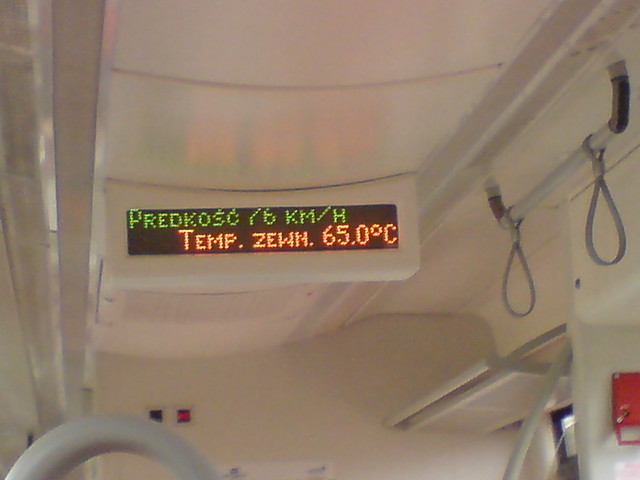 PREDKOŚĆ 76 KM/H
TEMP. ZEWN. 65.0°C